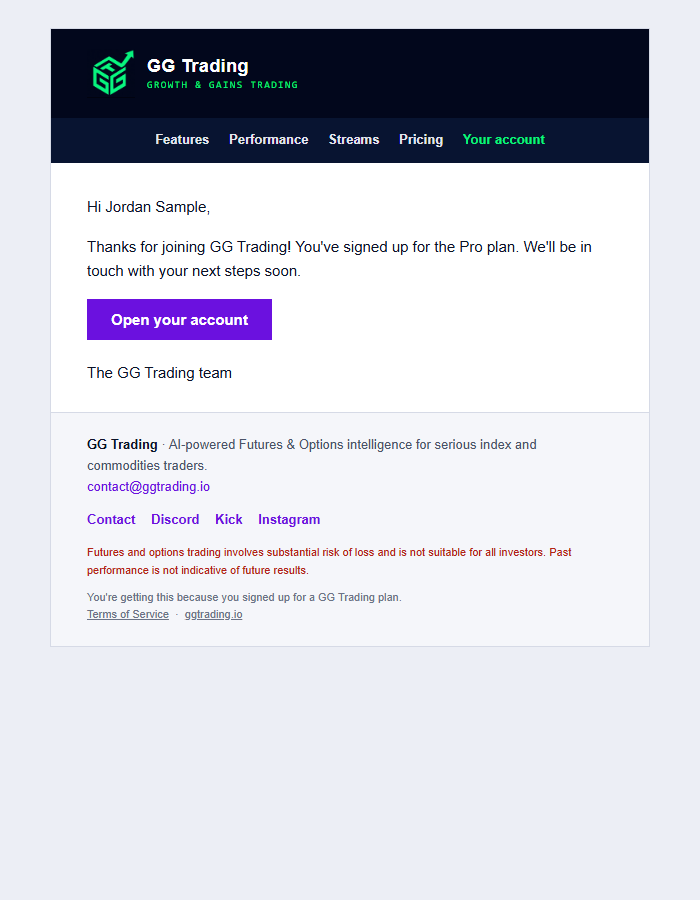 GG Trading
GROWTH & GAINS TRADING
Features Performance Streams Pricing Your account
Hi Jordan Sample,
Thanks for joining GG Trading! You've signed up for the Pro plan. We'll be in
touch with your next steps soon.
Open your account
The GG Trading team
GG Trading · AI-powered Futures & Options intelligence for serious index and
commodities traders.
contact@ggtrading.io
Contact Discord Kick Instagram
Futures and options trading involves substantial risk of loss and is not suitable for all investors. Past
performance is not indicative of future results.
You're getting this because you signed up for a GG Trading plan.
Terms of Service · ggtrading.io